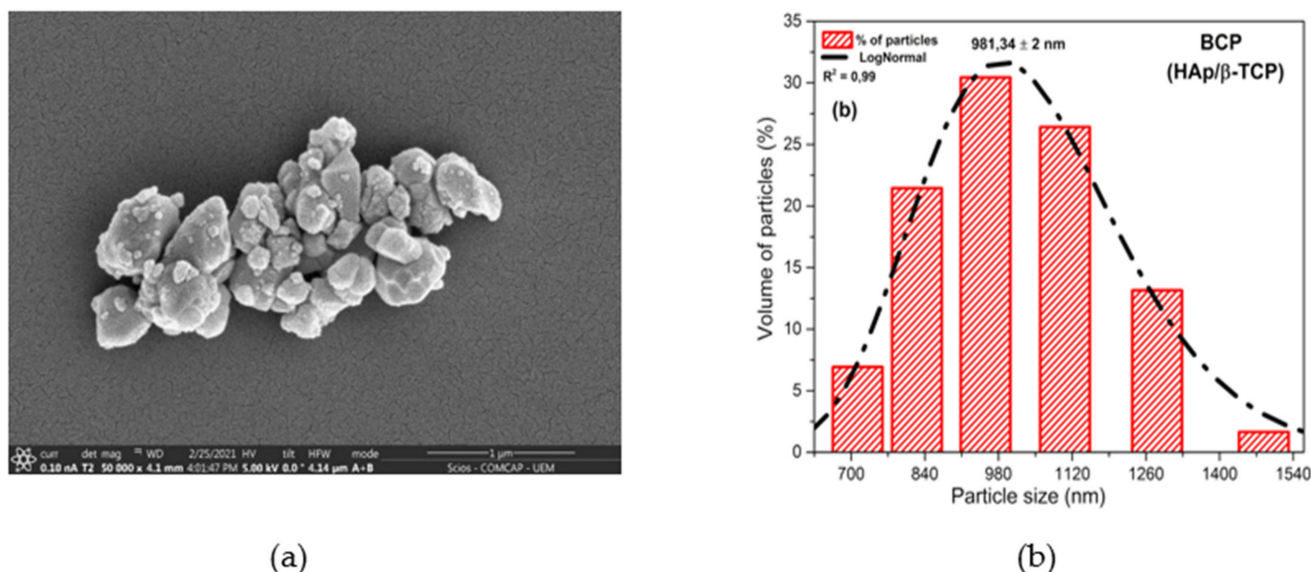 curr det mag WD 2/25/2021 HV tilt HFW mode 1 µm
0.10 nA T2 50 000 x 4.1 mm 4:01:47 PM 5.00 kV 0.0 ° 4.14 µm A+B Scios - COMCAP - UEM
(a)
35
30
25
20
15
10
5
0
Volume of particles (%)
% of particles
LogNormal
R² = 0,99
(b)
981,34 ± 2 nm
BCP
(HAp/β-TCP)
700 840 980 1120 1260 1400 1540
Particle size (nm)
(b)